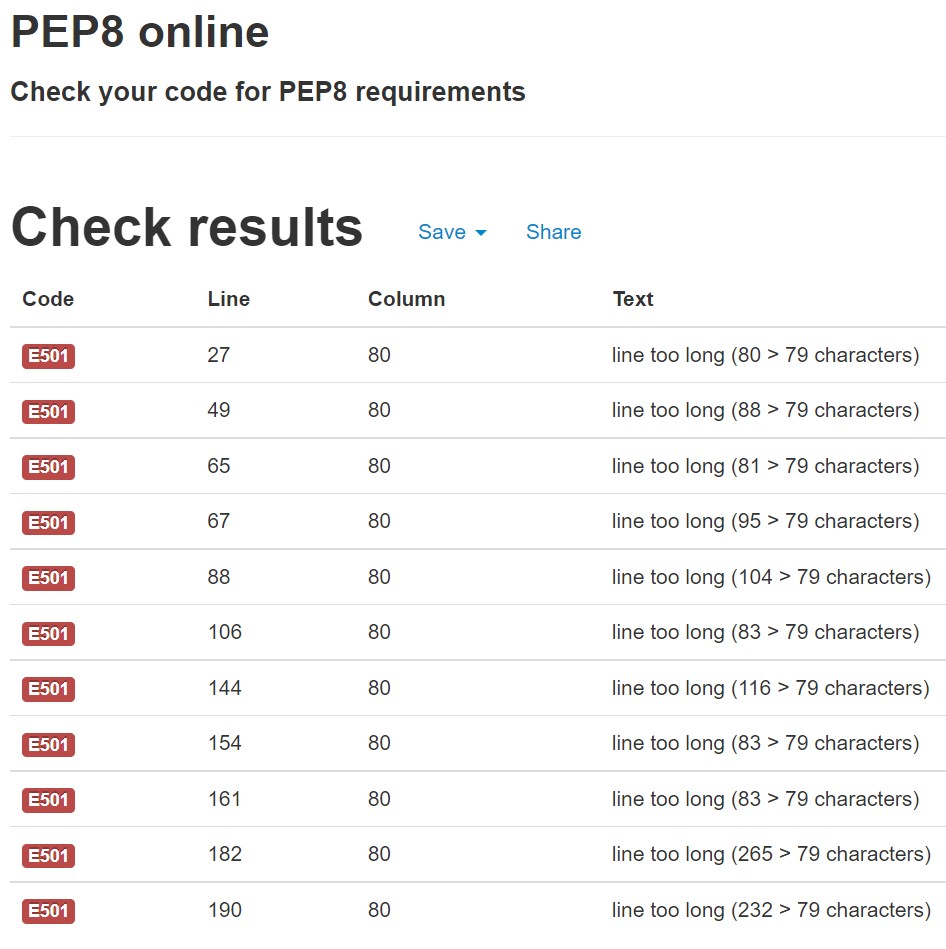 PEP8 online
Check your code for PEP8 requirements
Check results Save Share
Code Line Column Text
E501 27 80 line too long (80 > 79 characters)
E501 49 80 line too long (88 > 79 characters)
E501 65 80 line too long (81 > 79 characters)
E501 67 80 line too long (95 > 79 characters)
E501 88 80 line too long (104 > 79 characters)
E501 106 80 line too long (83 > 79 characters)
E501 144 80 line too long (116 > 79 characters)
E501 154 80 line too long (83 > 79 characters)
E501 161 80 line too long (83 > 79 characters)
E501 182 80 line too long (265 > 79 characters)
E501 190 80 line too long (232 > 79 characters)